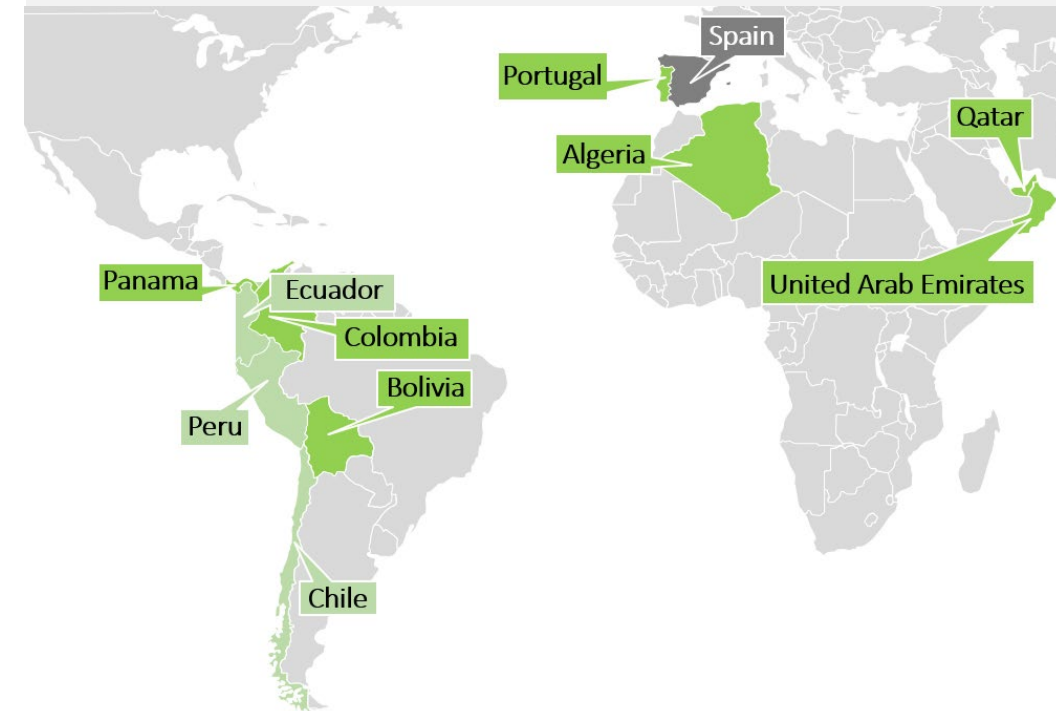 Spain
Portugal
Qatar
Algeria
Panama
Ecuador
United Arab Emirates
Colombia
Bolivia
Peru
Chile